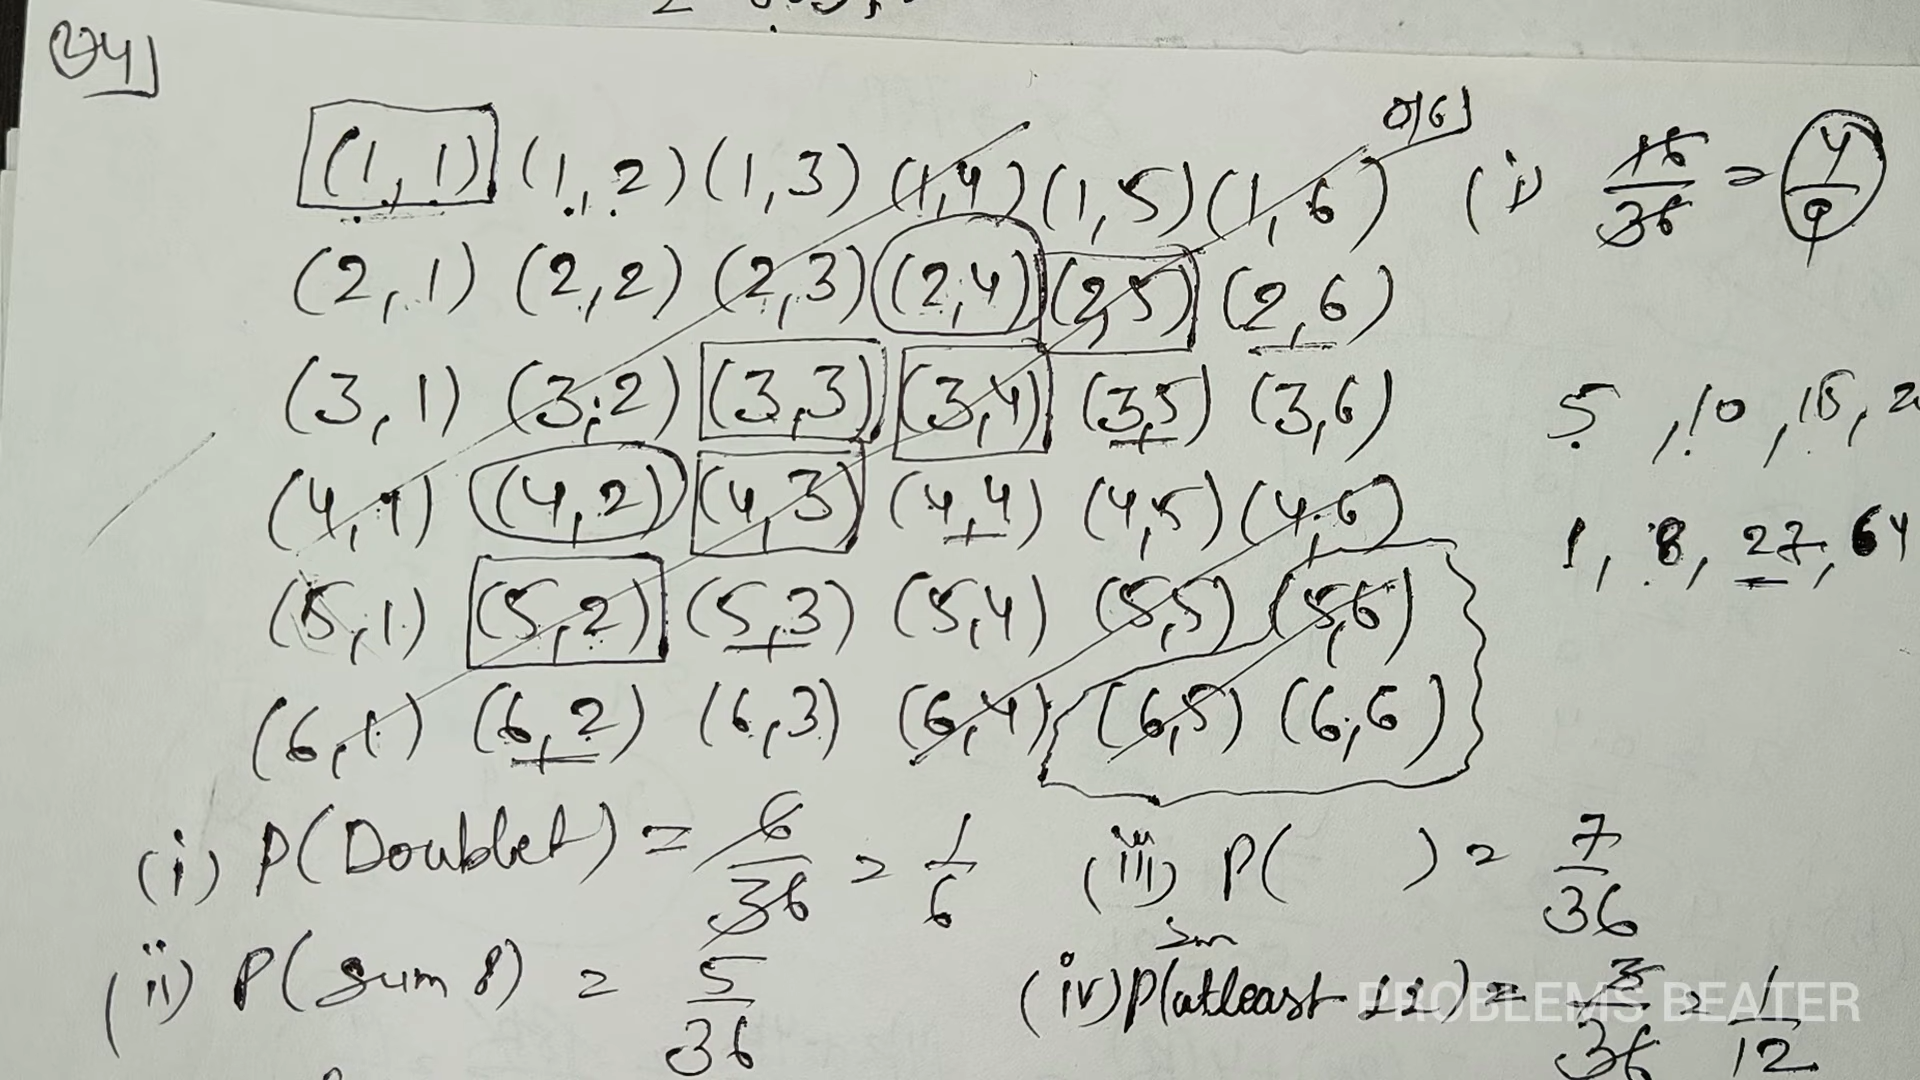 (1,1) (1,2) (1,3) (1,4) (1,5) (1,6) (i) 16/36 = 4/9
(2,1) (2,2) (2,3) (2,4) (2,5) (2,6)
(3,1) (3,2) (3,3) (3,4) (3,5) (3,6) 5, 10, 15, 2
(4,1) (4,2) (4,3) (4,4) (4,5) (4,6) 1, 8, 27, 64
(5,1) (5,2) (5,3) (5,4) (5,5) (5,6)
(6,1) (6,2) (6,3) (6,4) (6,5) (6,6)
(i) P(Doublet) = 6/36 = 1/6 (iii) P( ) = 7/36
(ii) P(sum 8) = 5/36 (iv) P(atleast 11) = 3/36 = 1/12
PROBLEMS BEATER